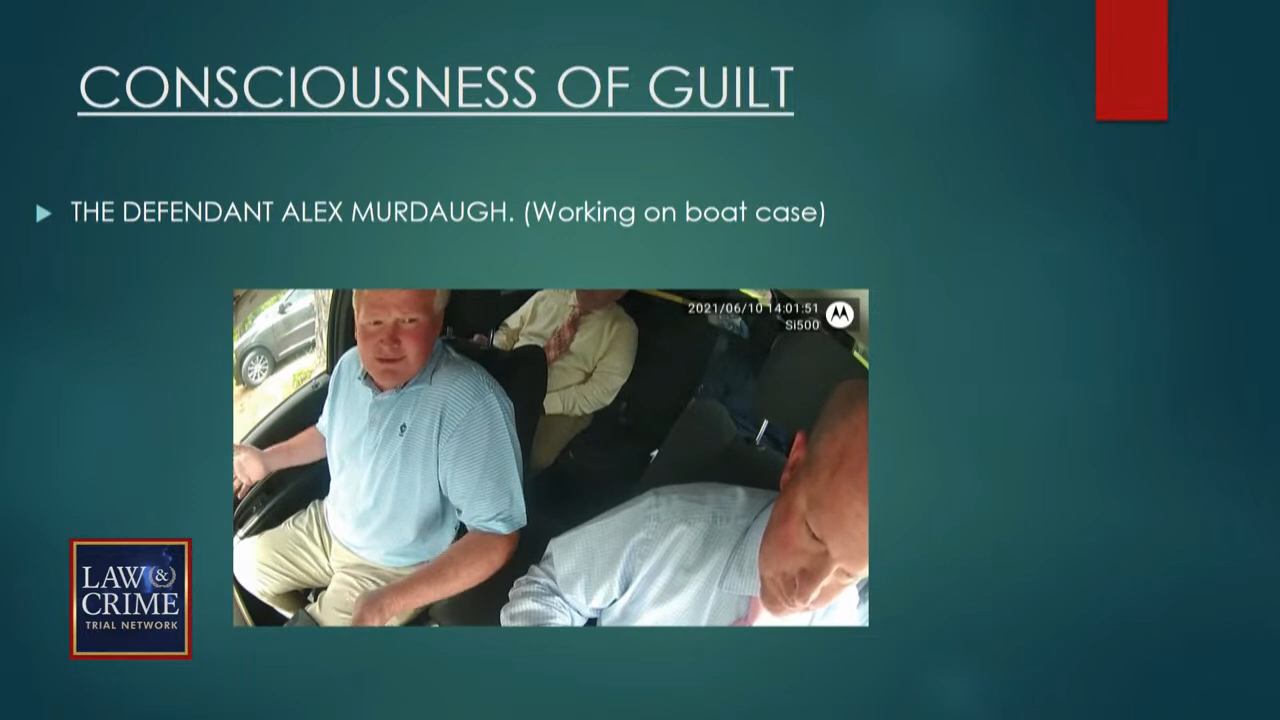 CONSCIOUSNESS OF GUILT
THE DEFENDANT ALEX MURDAUGH. (Working on boat case)
2021/06/10 14:01:51
Si500
LAW &
CRIME
TRIAL NETWORK